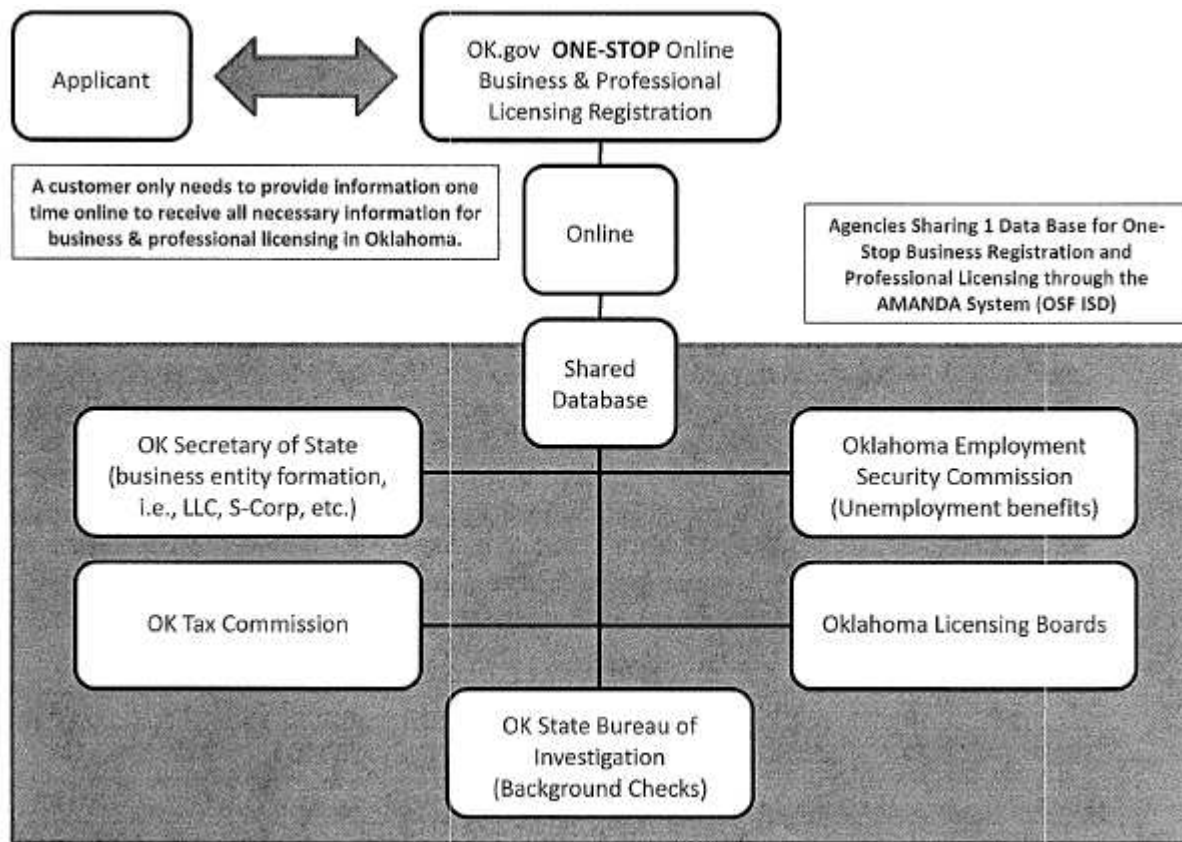 Applicant
OK.gov ONE-STOP Online
Business & Professional
Licensing Registration
A customer only needs to provide information one
time online to receive all necessary information for
business & professional licensing in Oklahoma.
Online
Agencies Sharing 1 Data Base for One-
Stop Business Registration and
Professional Licensing through the
AMANDA System (OSF ISD)
Shared
Database
OK Secretary of State
(business entity formation,
i.e., LLC, S-Corp, etc.)
Oklahoma Employment
Security Commission
(Unemployment benefits)
OK Tax Commission
Oklahoma Licensing Boards
OK State Bureau of
Investigation
(Background Checks)